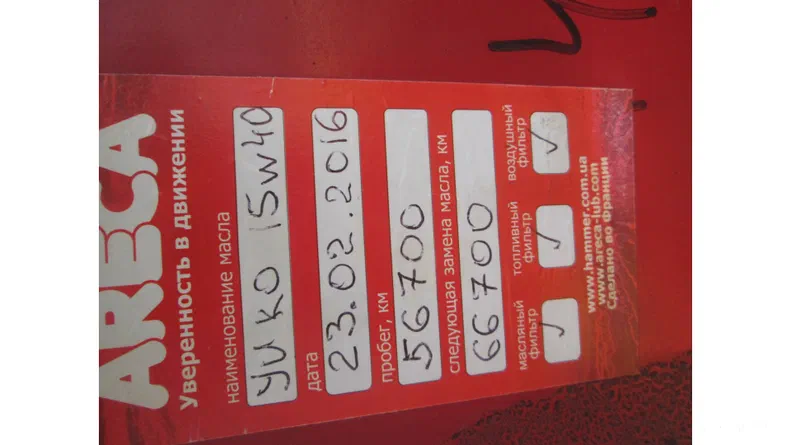 ARECA
Уверенность в движении
наименование масла
YUKO 15W40
дата
23.02.2016
пробег, км
56700
следующая замена масла, км
66700
масляный фильтр
топливный фильтр
воздушный фильтр
✓ ✓ ✓
www.hammer.com.ua
www.areca-lub.com
Сделано во Франции